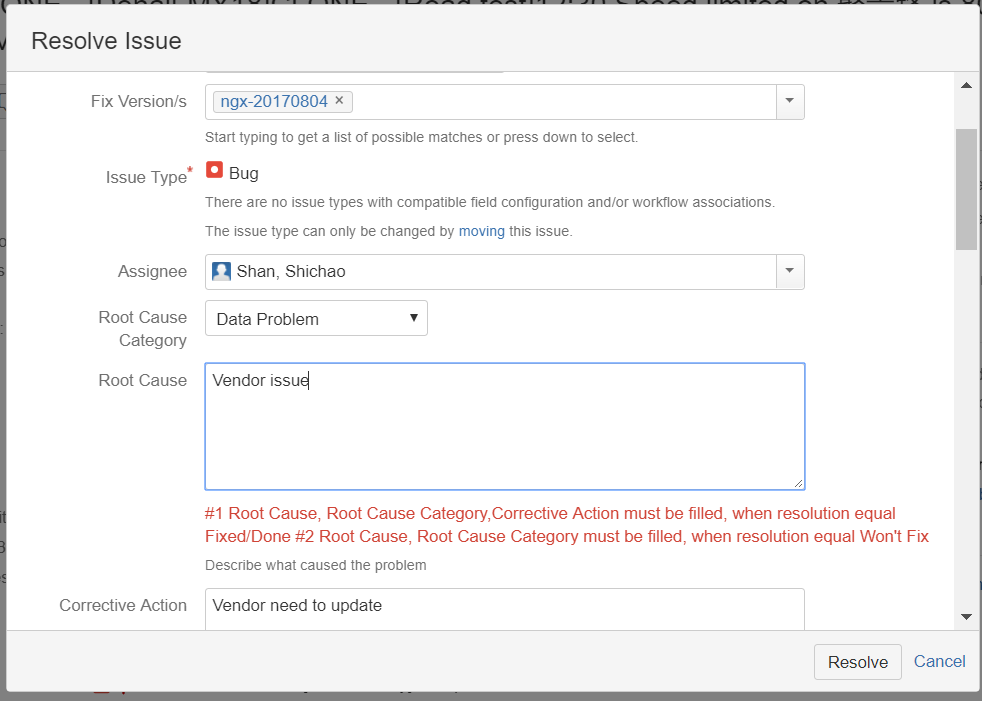 Resolve Issue
Fix Version/s
ngx-20170804 ×
Start typing to get a list of possible matches or press down to select.
Issue Type*
Bug
There are no issue types with compatible field configuration and/or workflow associations.
The issue type can only be changed by moving this issue.
Assignee
Shan, Shichao
Root Cause
Category
Data Problem
Root Cause
Vendor issue
#1 Root Cause, Root Cause Category,Corrective Action must be filled, when resolution equal
Fixed/Done #2 Root Cause, Root Cause Category must be filled, when resolution equal Won't Fix
Describe what caused the problem
Corrective Action
Vendor need to update
Resolve
Cancel